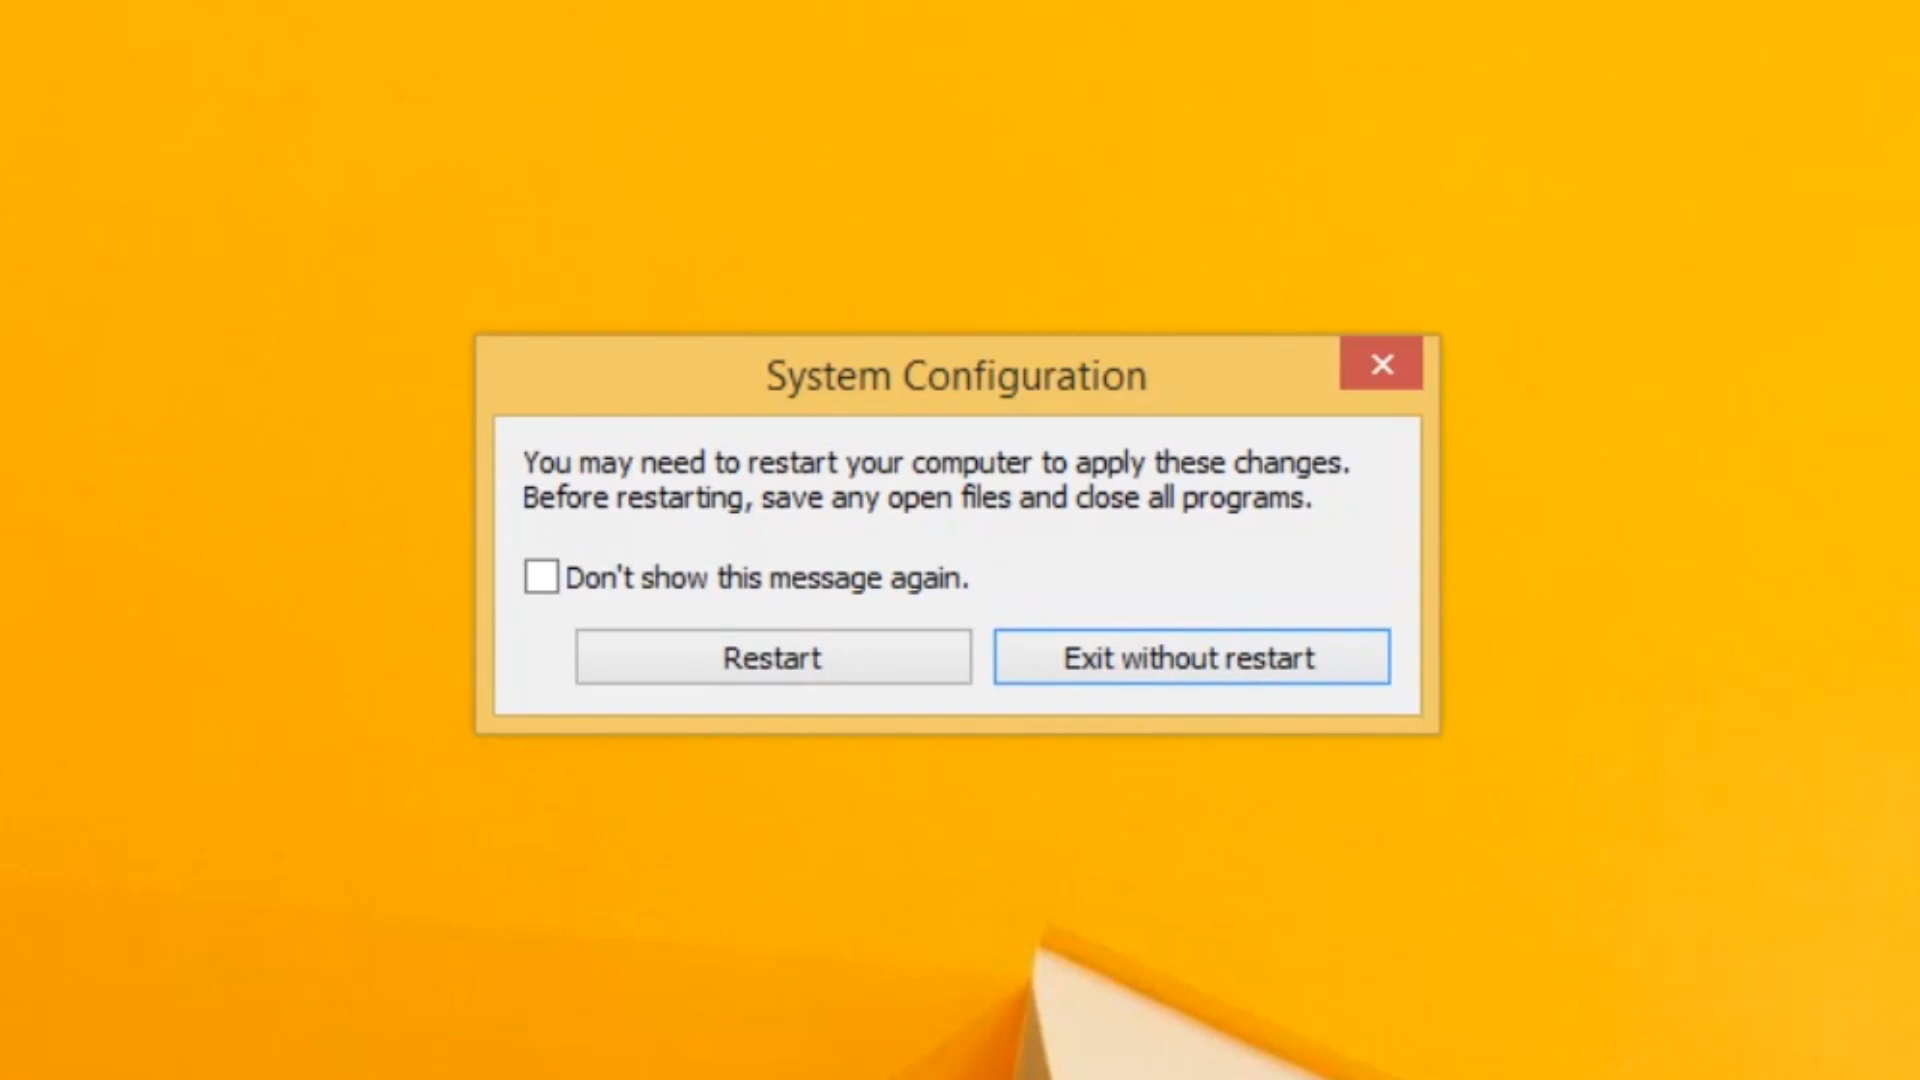 System Configuration
You may need to restart your computer to apply these changes.
Before restarting, save any open files and close all programs.
Don't show this message again.
Restart
Exit without restart